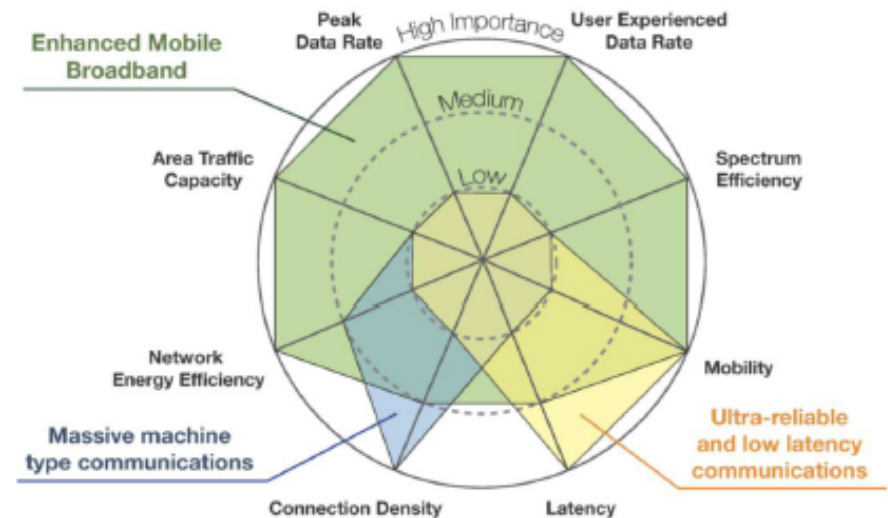 Peak
Data Rate
High Importance
User Experienced
Data Rate
Enhanced Mobile
Broadband
Medium
Area Traffic
Capacity
Low
Spectrum
Efficiency
Network
Energy Efficiency
Mobility
Massive machine
type communications
Ultra-reliable
and low latency
communications
Connection Density
Latency